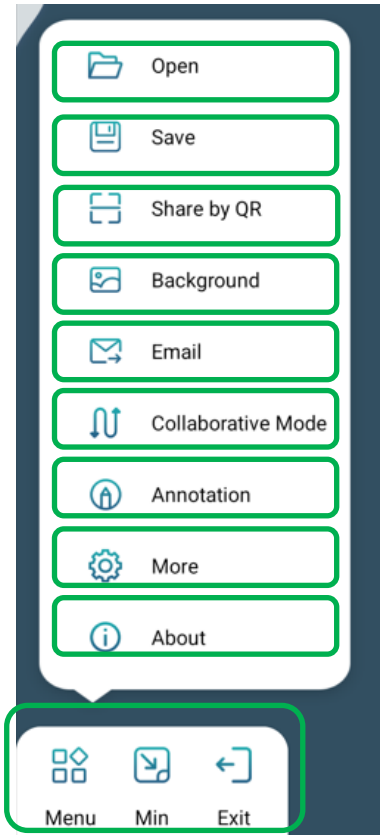 Open
Save
Share by QR
Background
Email
Collaborative Mode
Annotation
More
About
Menu Min Exit